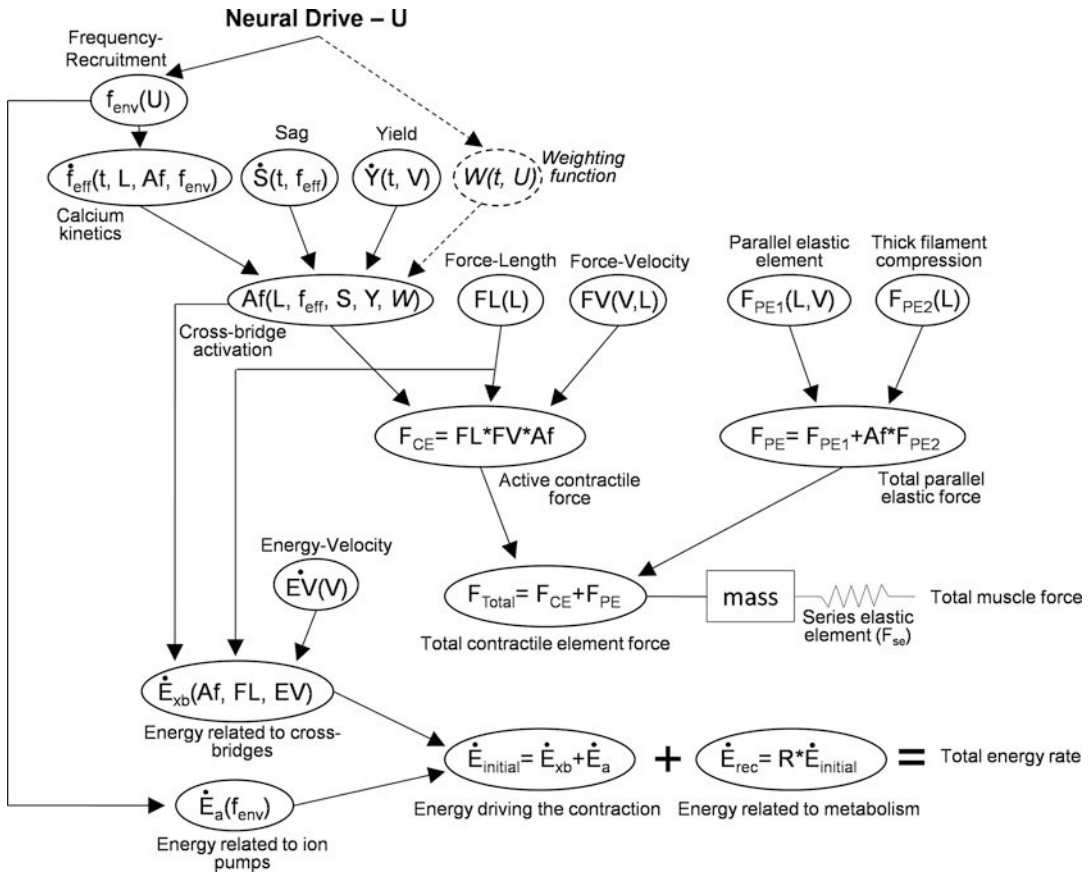 Neural Drive – U
Frequency-
Recruitment
f_env(U)
Sag
Yield
ḟ_eff(t, L, Af, f_env)
Ṡ(t, f_eff)
Ẏ(t, V)
W(t, U)
Weighting
function
Calcium
kinetics
Force-Length
Force-Velocity
Parallel elastic
element
Thick filament
compression
Af(L, f_eff, S, Y, W)
FL(L)
FV(V,L)
F_PE1(L,V)
F_PE2(L)
Cross-bridge
activation
F_CE= FL*FV*Af
F_PE= F_PE1+Af*F_PE2
Active contractile
force
Total parallel
elastic force
Energy-Velocity
ĖV(V)
F_Total= F_CE+F_PE
mass
Total muscle force
Series elastic
element (F_se)
Total contractile element force
Ė_xb(Af, FL, EV)
Energy related to cross-
bridges
Ė_initial= Ė_xb+Ė_a
+
Ė_rec= R*Ė_initial
=
Total energy rate
Energy driving the contraction
Energy related to metabolism
Ė_a(f_env)
Energy related to ion
pumps